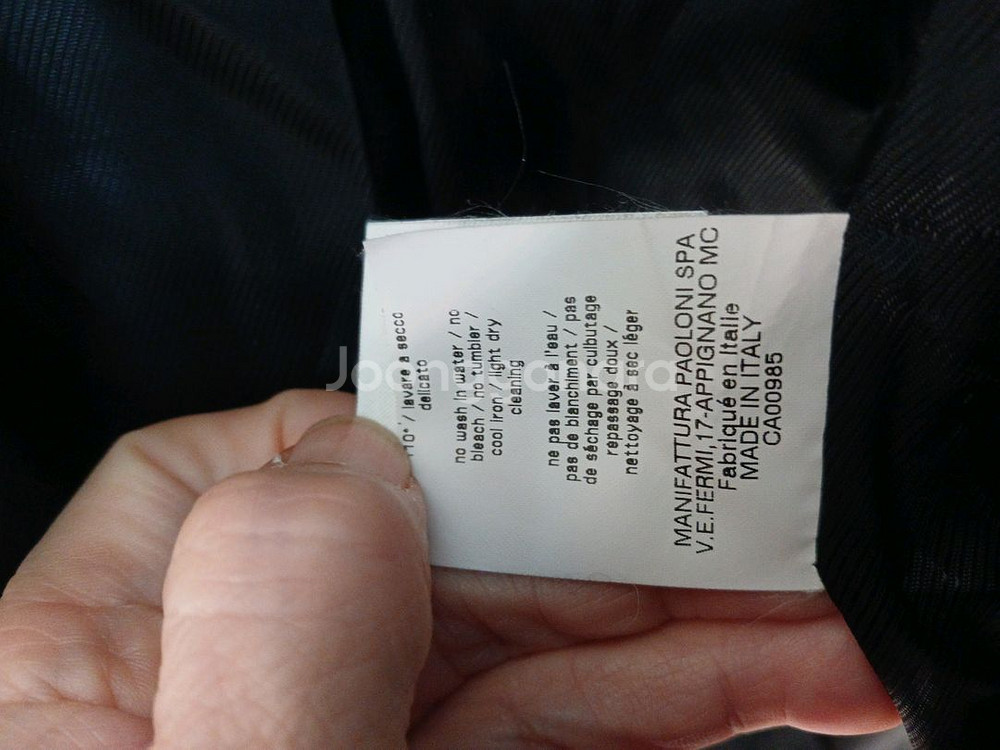 110° / lavare a secco
delicato
no wash in water / no
bleach / no tumbler /
cool iron / light dry
cleaning
ne pas laver à l'eau /
pas de blanchiment / pas
de séchage par culbutage
repassage doux /
nettoyage à sec léger
MANIFATTURA PAOLONI SPA
V.E.FERMI,17-APPIGNANO MC
Fabriqué en Italie
MADE IN ITALY
CA00985